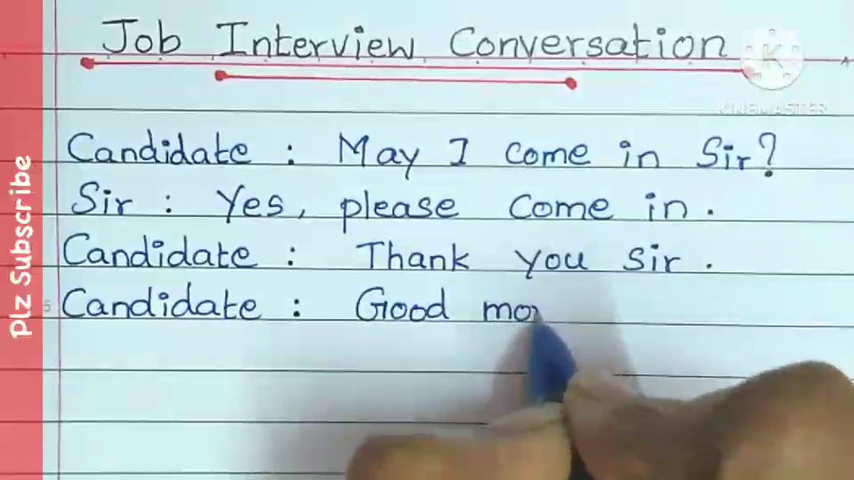 Job Interview Conversation
Candidate : May I come in Sir?
Sir : Yes, please come in.
Candidate : Thank you sir.
Candidate : Good mo
Plz Subscribe
K
KINEMASTER